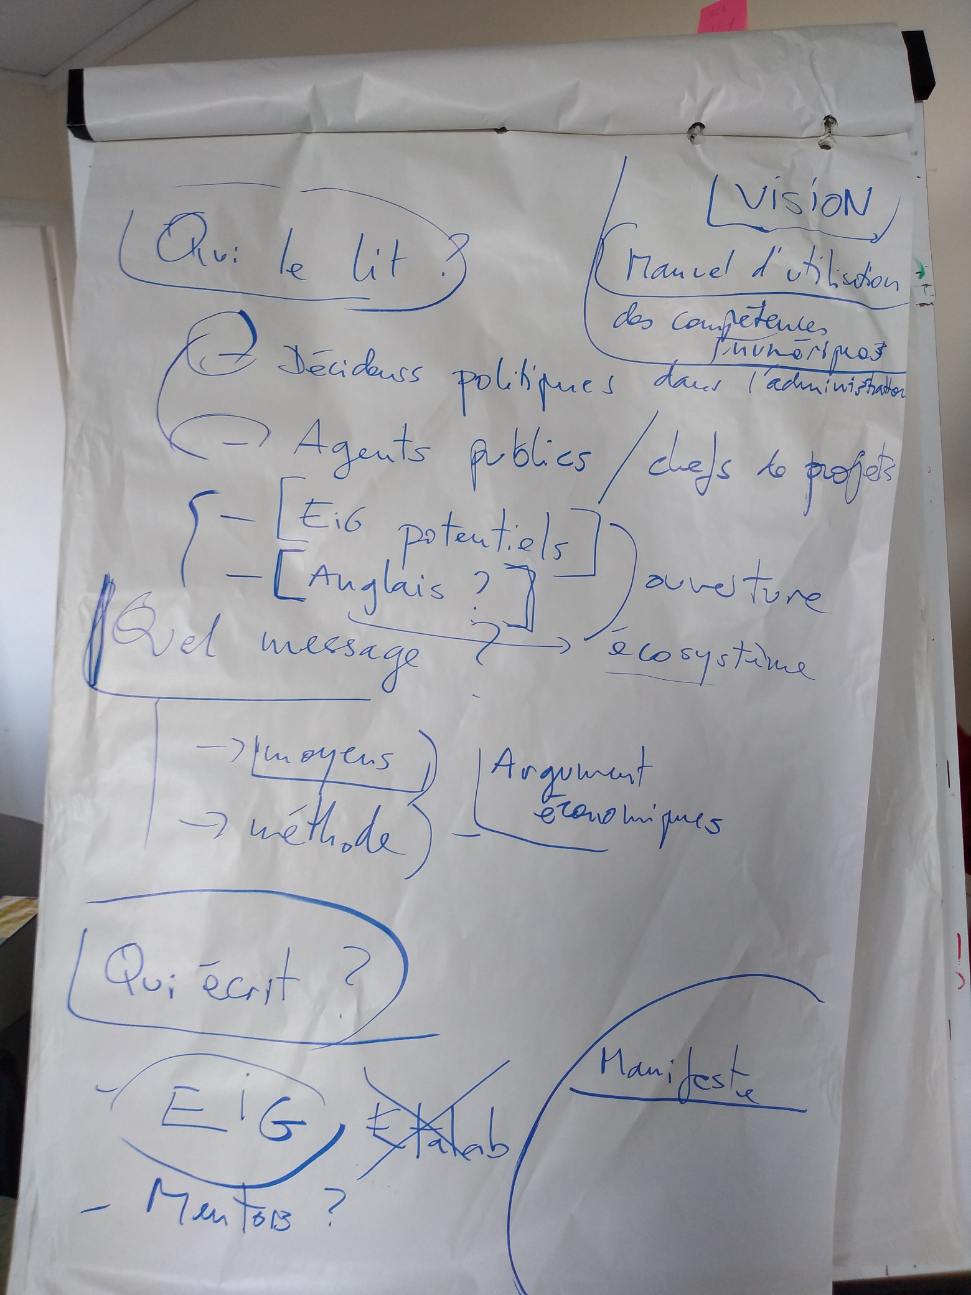 VISION
Manuel d'utilisation
des compétences
numériques
dans l'administration
Qui le lit ?
- Décideurs politiques
- Agents publics / chefs de projets
- [EIG potentiels]
- [Anglais ?]
ouverture
→ écosystème
Quel message ?
→ moyens
→ méthode
Argument
économiques
Qui écrit ?
- EIG
Etalab
- Mentors ?
Manifeste